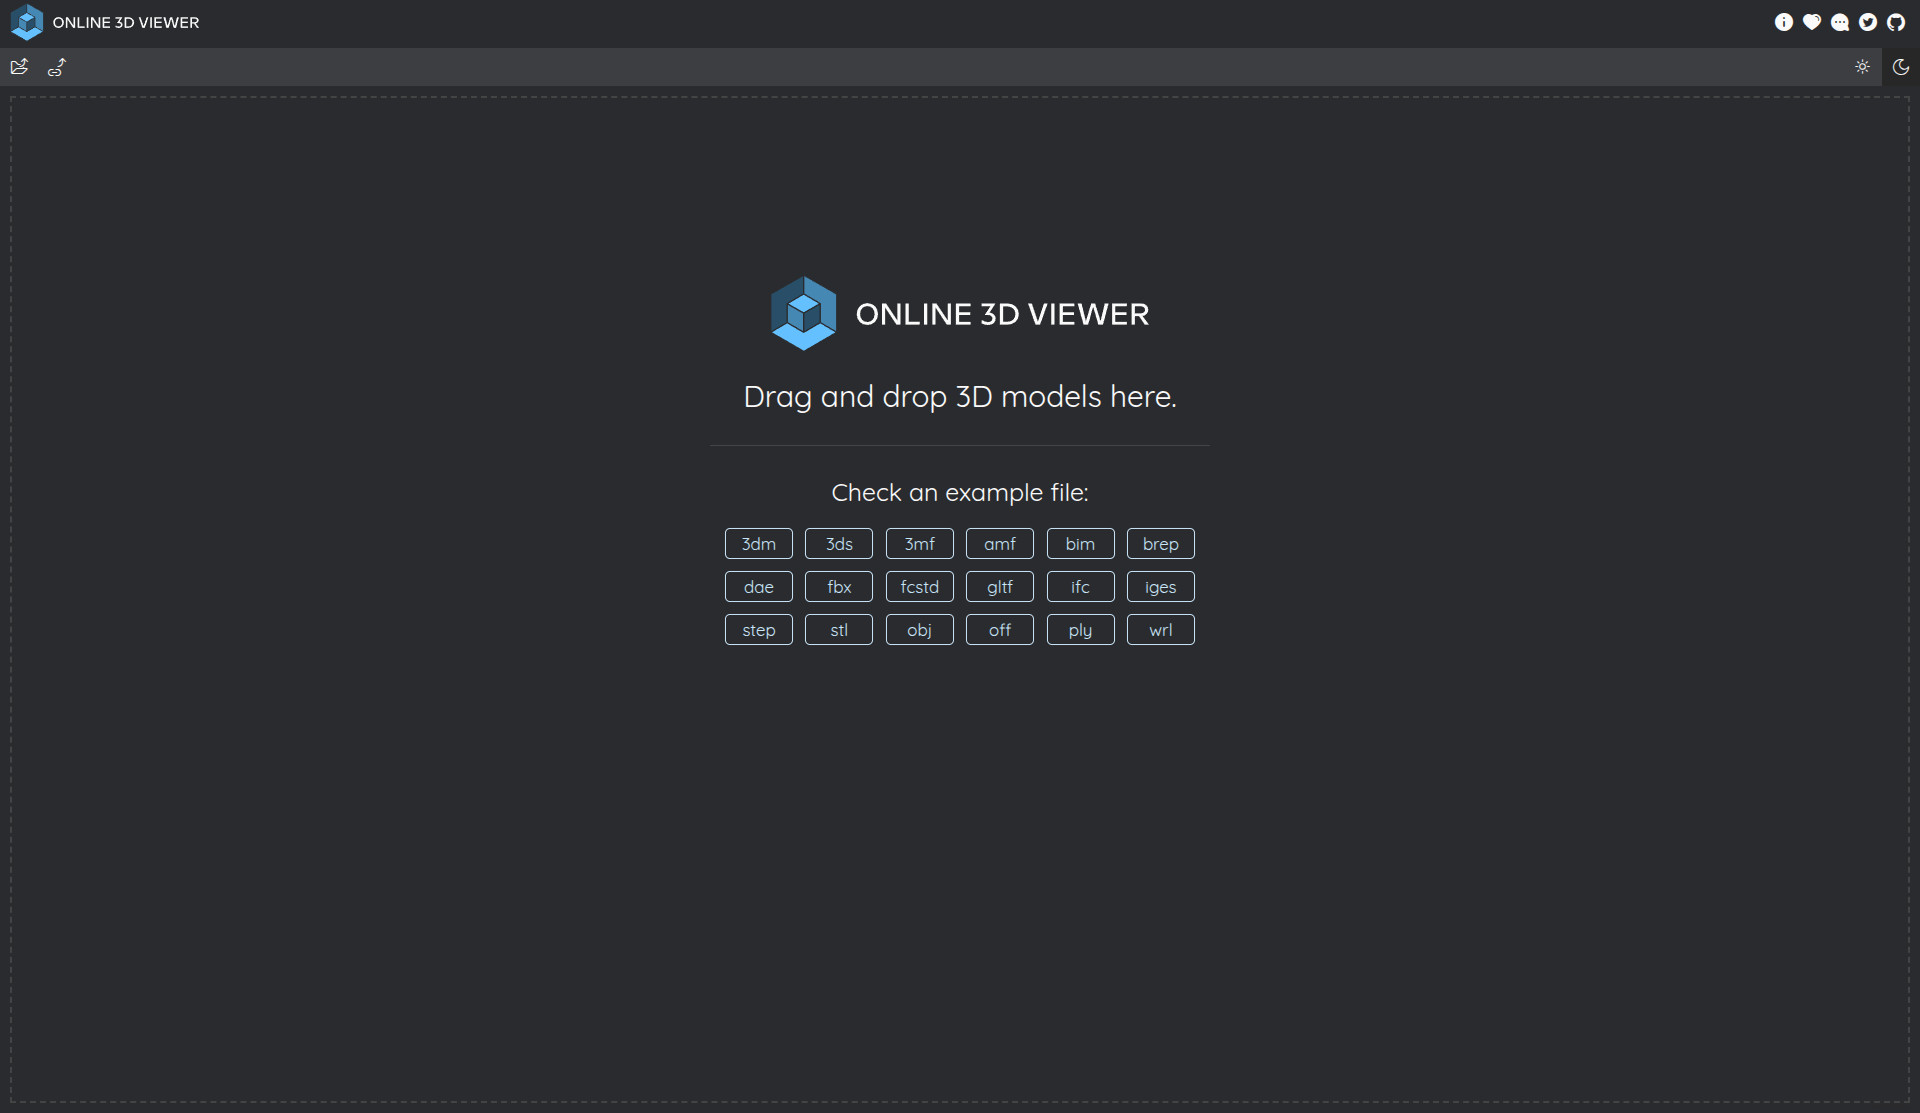 ONLINE 3D VIEWER
ONLINE 3D VIEWER
Drag and drop 3D models here.
Check an example file:
3dm 3ds 3mf amf bim brep
dae fbx fcstd gltf ifc iges
step stl obj off ply wrl